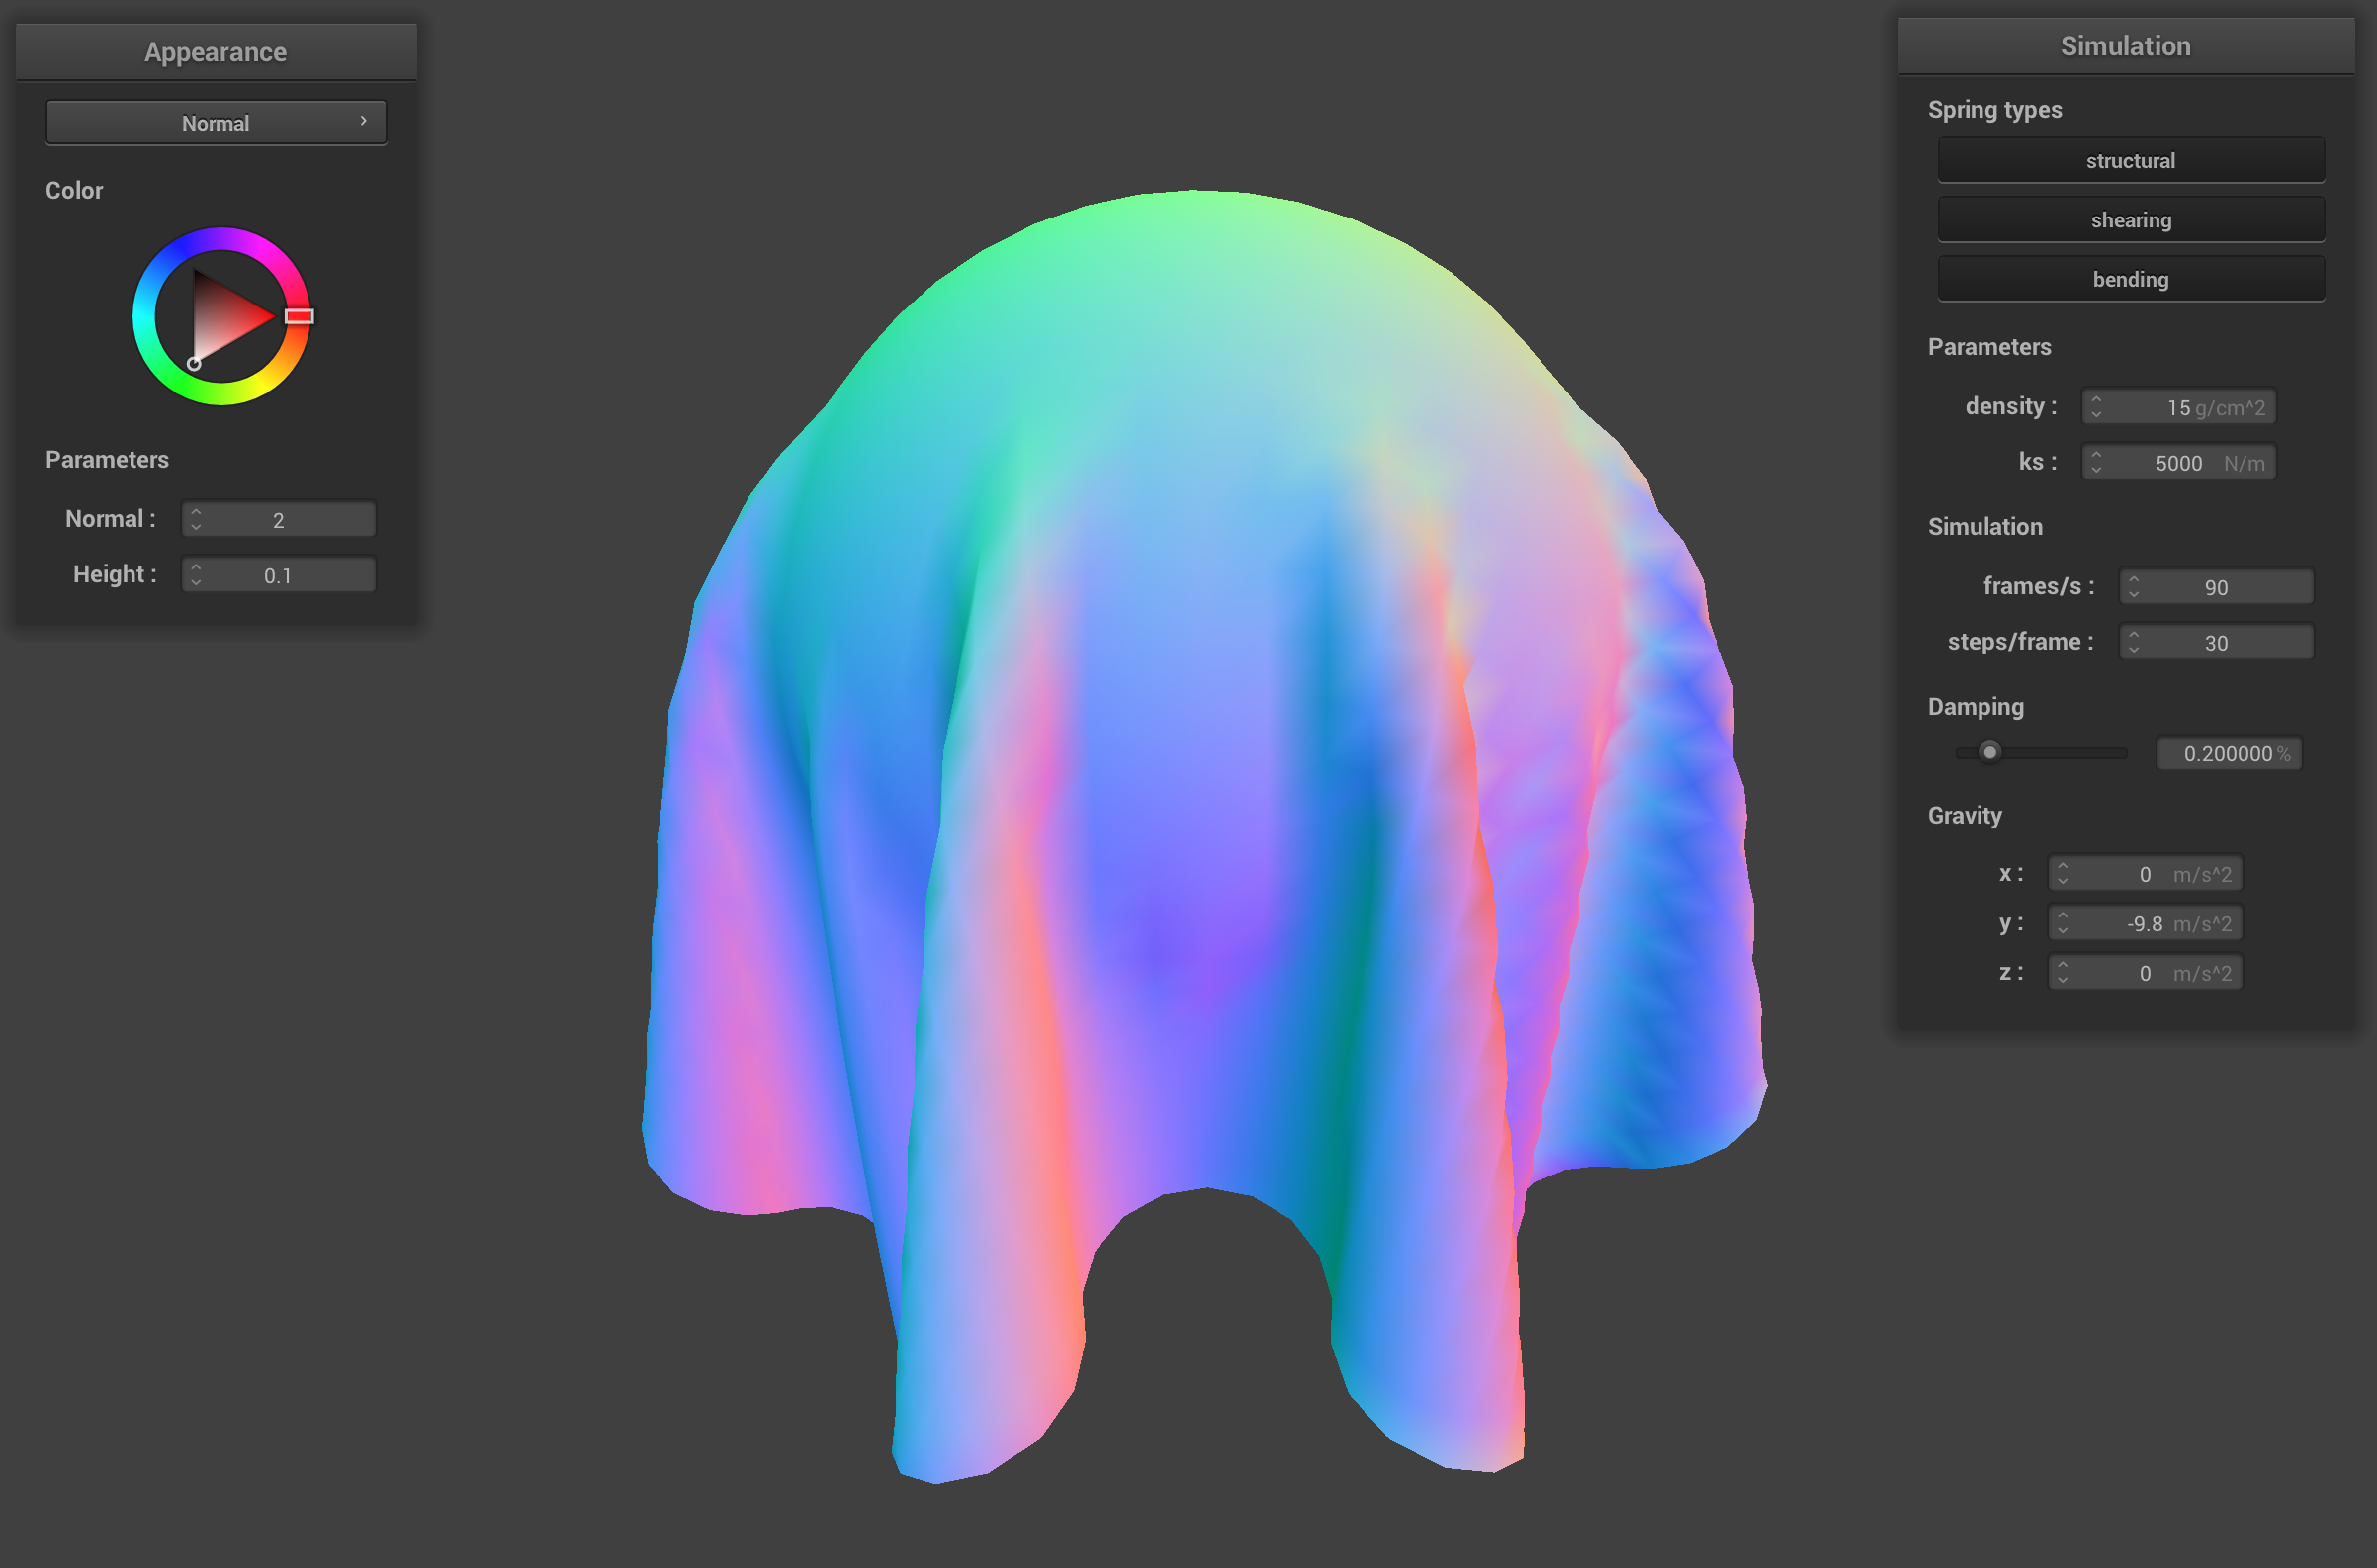 Appearance
Normal
Color
Parameters
Normal : 2
Height : 0.1
Simulation
Spring types
structural
shearing
bending
Parameters
density : 15 g/cm^2
ks : 5000 N/m
Simulation
frames/s : 90
steps/frame : 30
Damping
0.200000 %
Gravity
x : 0 m/s^2
y : -9.8 m/s^2
z : 0 m/s^2